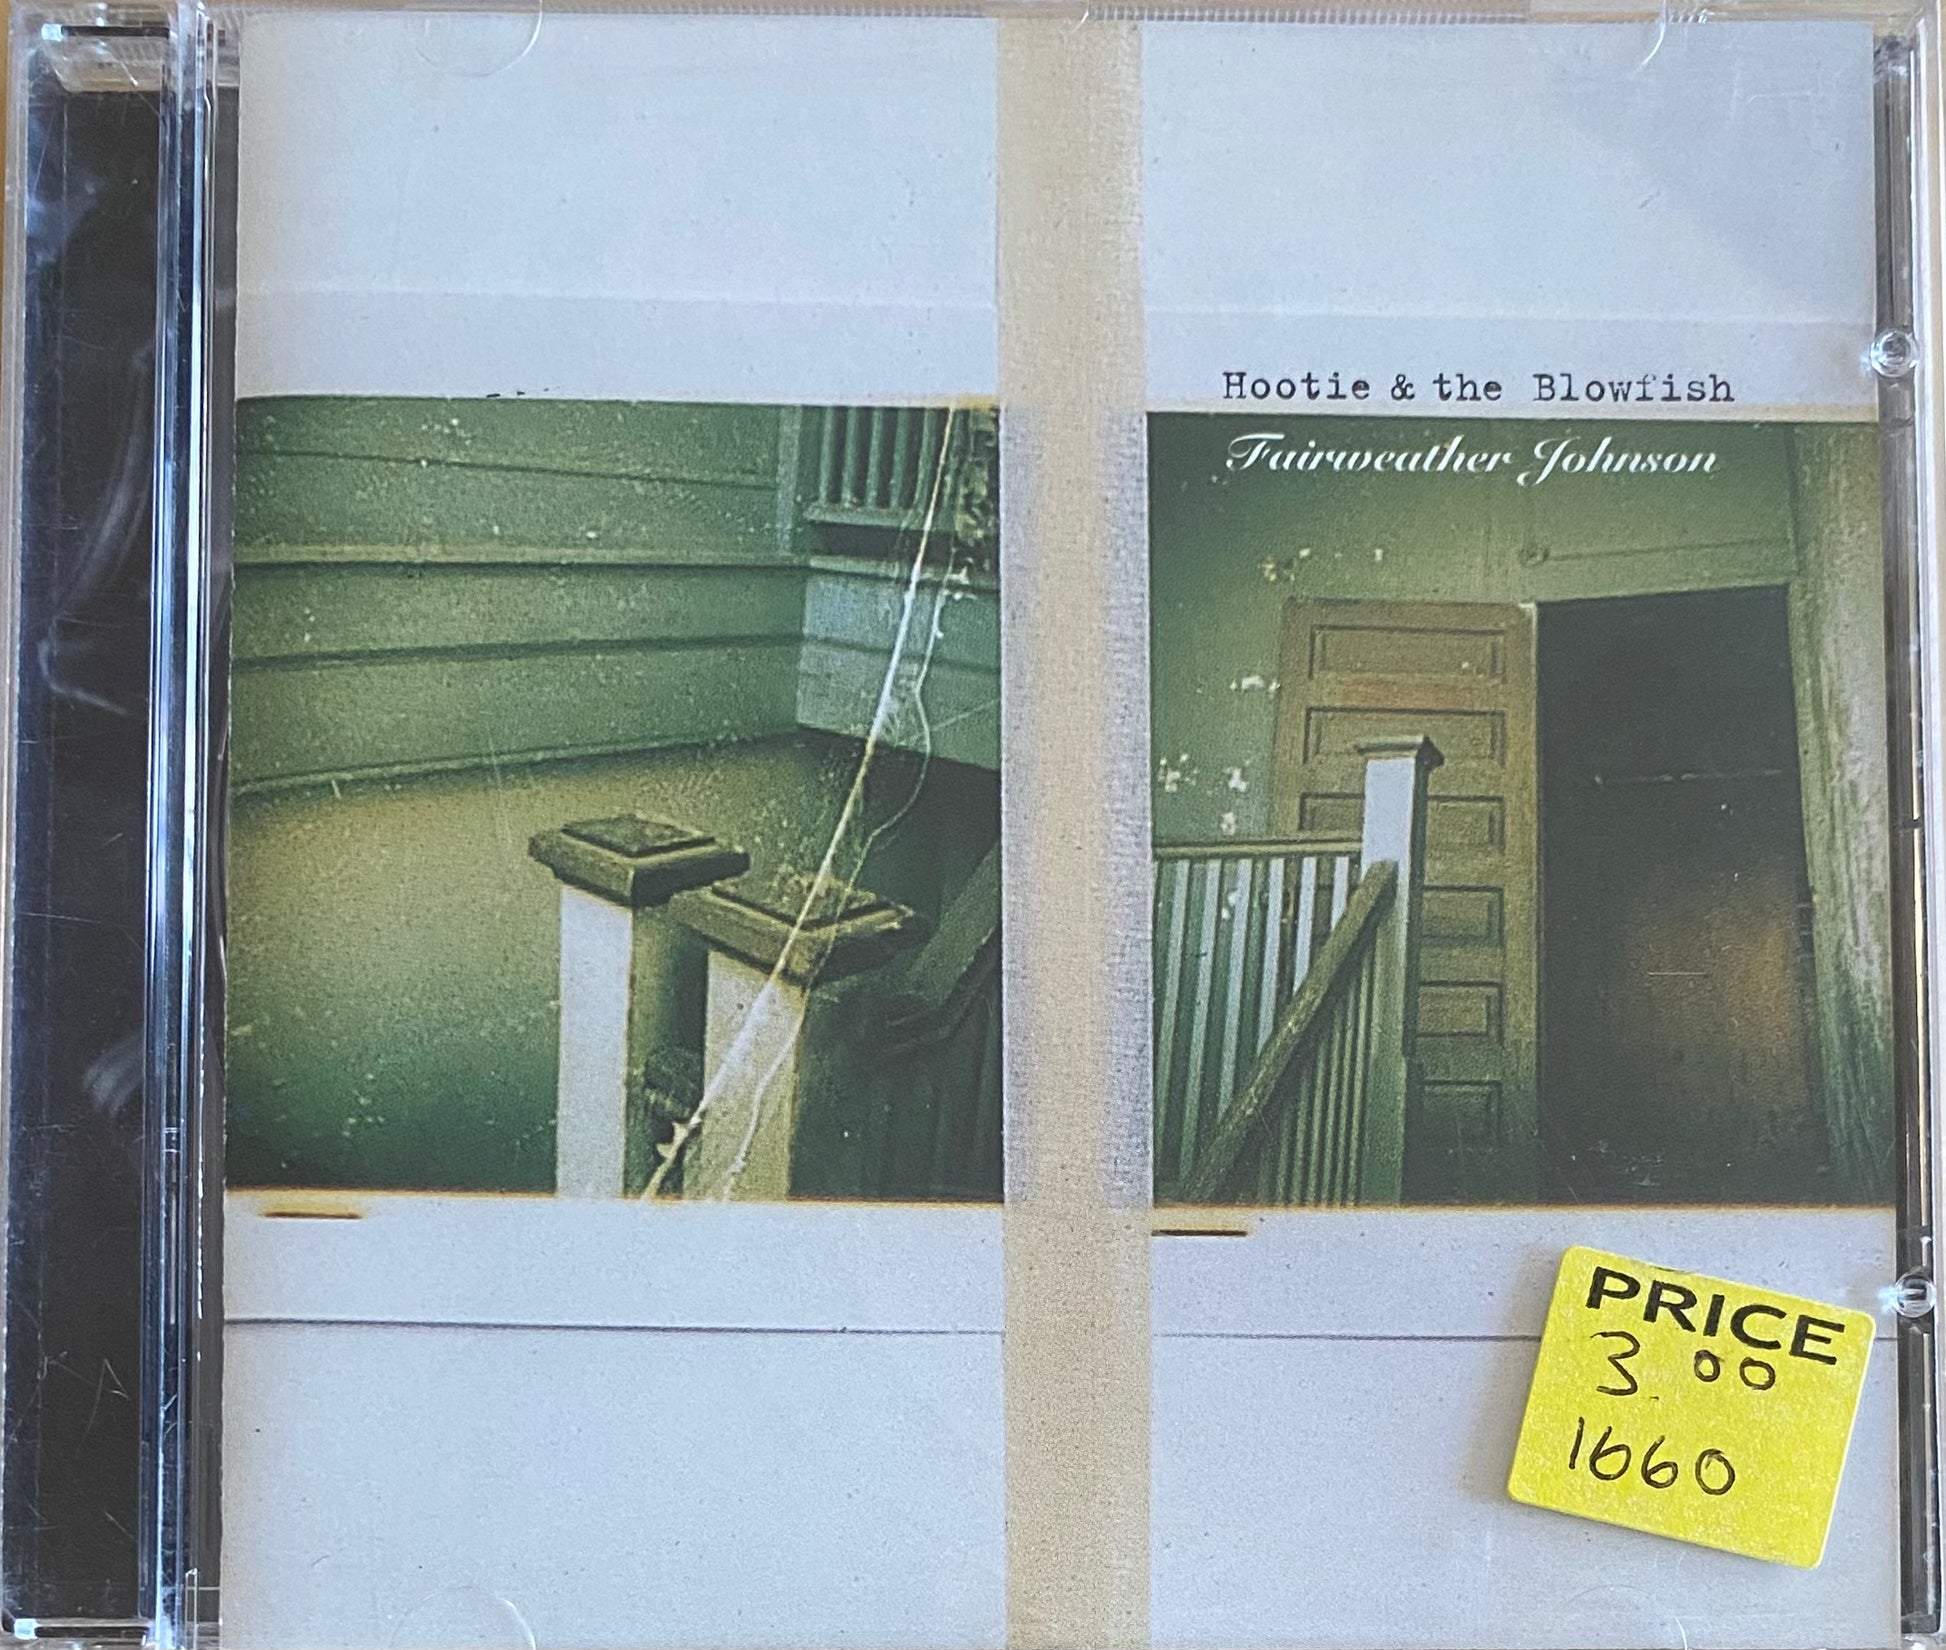 Hootie & the Blowfish
Fairweather Johnson
PRICE
3.00
1660